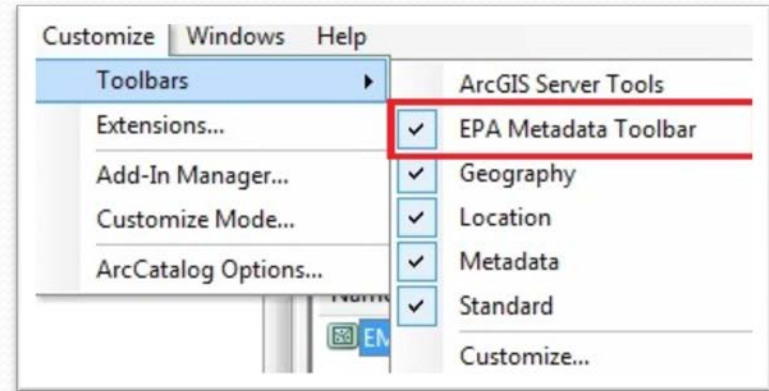 Customize Windows Help
Toolbars
Extensions...
Add-In Manager...
Customize Mode...
ArcCatalog Options...
ArcGIS Server Tools
EPA Metadata Toolbar
Geography
Location
Metadata
Standard
Customize...